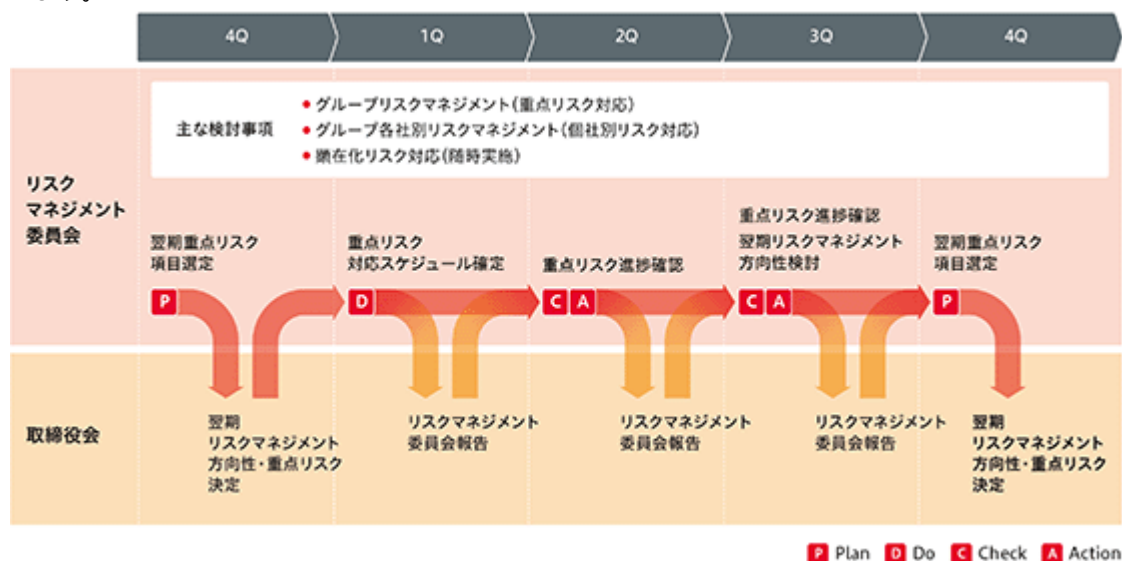 4Q
1Q
2Q
3Q
4Q
主な検討事項
● グループリスクマネジメント(重点リスク対応)
● グループ各社別リスクマネジメント(個社別リスク対応)
● 顕在化リスク対応(随時実施)
リスク
マネジメント
委員会
翌期重点リスク
項目選定
重点リスク
対応スケジュール確定
重点リスク進捗確認
重点リスク進捗確認
翌期リスクマネジメント
方向性検討
翌期重点リスク
項目選定
P
D
C A
C A
P
取締役会
翌期
リスクマネジメント
方向性・重点リスク
決定
リスクマネジメント
委員会報告
リスクマネジメント
委員会報告
リスクマネジメント
委員会報告
翌期
リスクマネジメント
方向性・重点リスク
決定
P Plan D Do C Check A Action